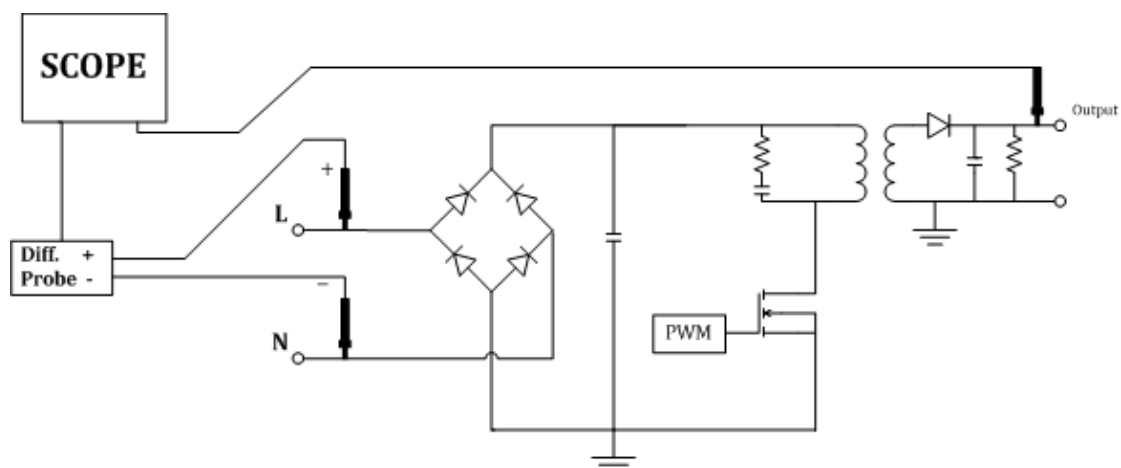 SCOPE
Output
+
L
Diff. +
Probe -
–
N
PWM